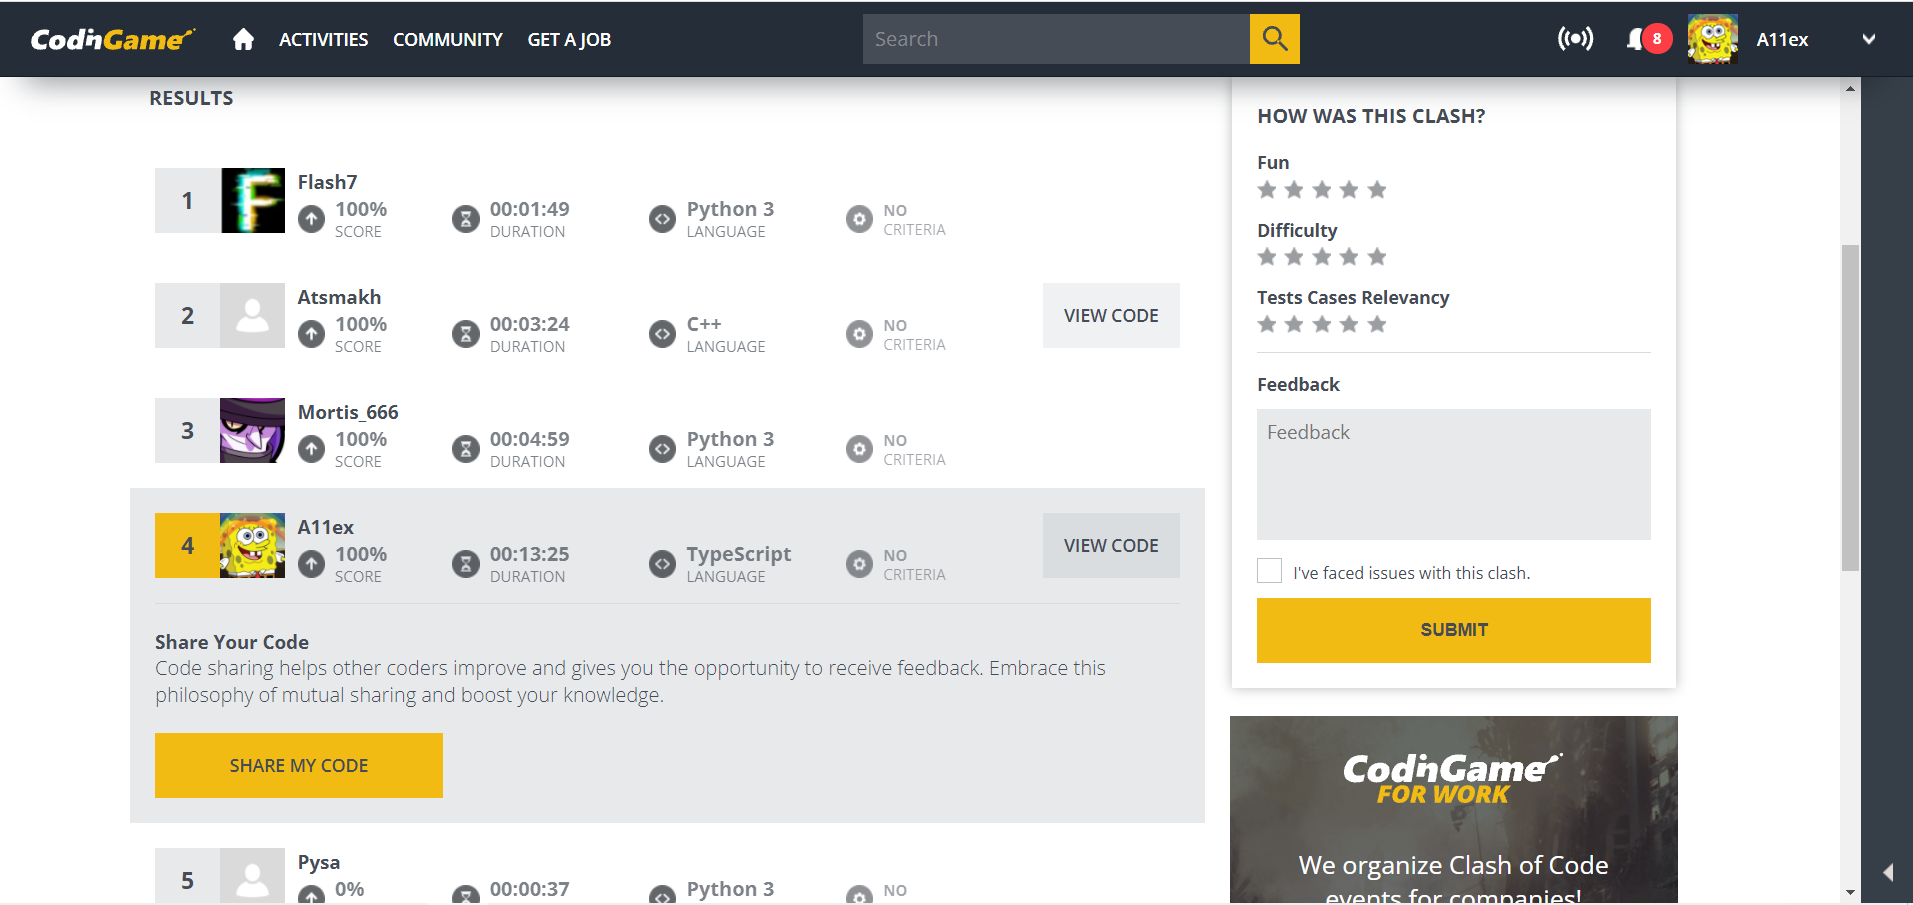 CodinGame ACTIVITIES COMMUNITY GET A JOB Search 8 A11ex
RESULTS
1 Flash7
100% 00:01:49 Python 3 NO
SCORE DURATION LANGUAGE CRITERIA
2 Atsmakh
100% 00:03:24 C++ NO
SCORE DURATION LANGUAGE CRITERIA
VIEW CODE
3 Mortis_666
100% 00:04:59 Python 3 NO
SCORE DURATION LANGUAGE CRITERIA
4 A11ex
100% 00:13:25 TypeScript NO
SCORE DURATION LANGUAGE CRITERIA
VIEW CODE
Share Your Code
Code sharing helps other coders improve and gives you the opportunity to receive feedback. Embrace this
philosophy of mutual sharing and boost your knowledge.
SHARE MY CODE
5 Pysa
0% 00:00:37 Python 3 NO
HOW WAS THIS CLASH?
Fun
Difficulty
Tests Cases Relevancy
Feedback
Feedback
I've faced issues with this clash.
SUBMIT
CodinGame
FOR WORK
We organize Clash of Code
events for companies!